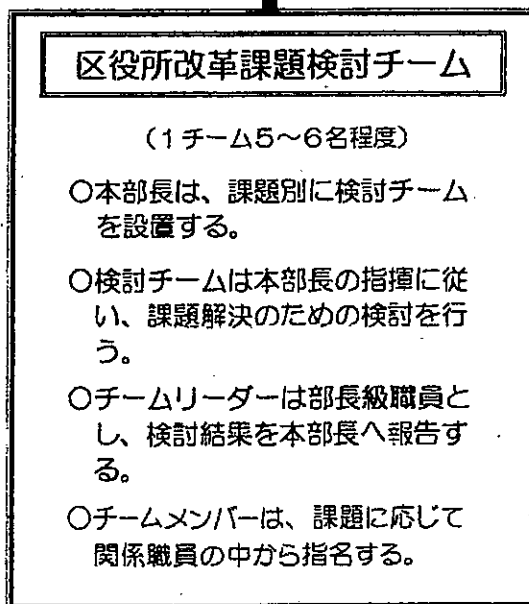 区役所改革課題検討チーム
（1チーム5～6名程度）
○本部長は、課題別に検討チーム
を設置する。
○検討チームは本部長の指揮に従
い、課題解決のための検討を行
う。
○チームリーダーは部長級職員と
し、検討結果を本部長へ報告す
る。
○チームメンバーは、課題に応じて
関係職員の中から指名する。